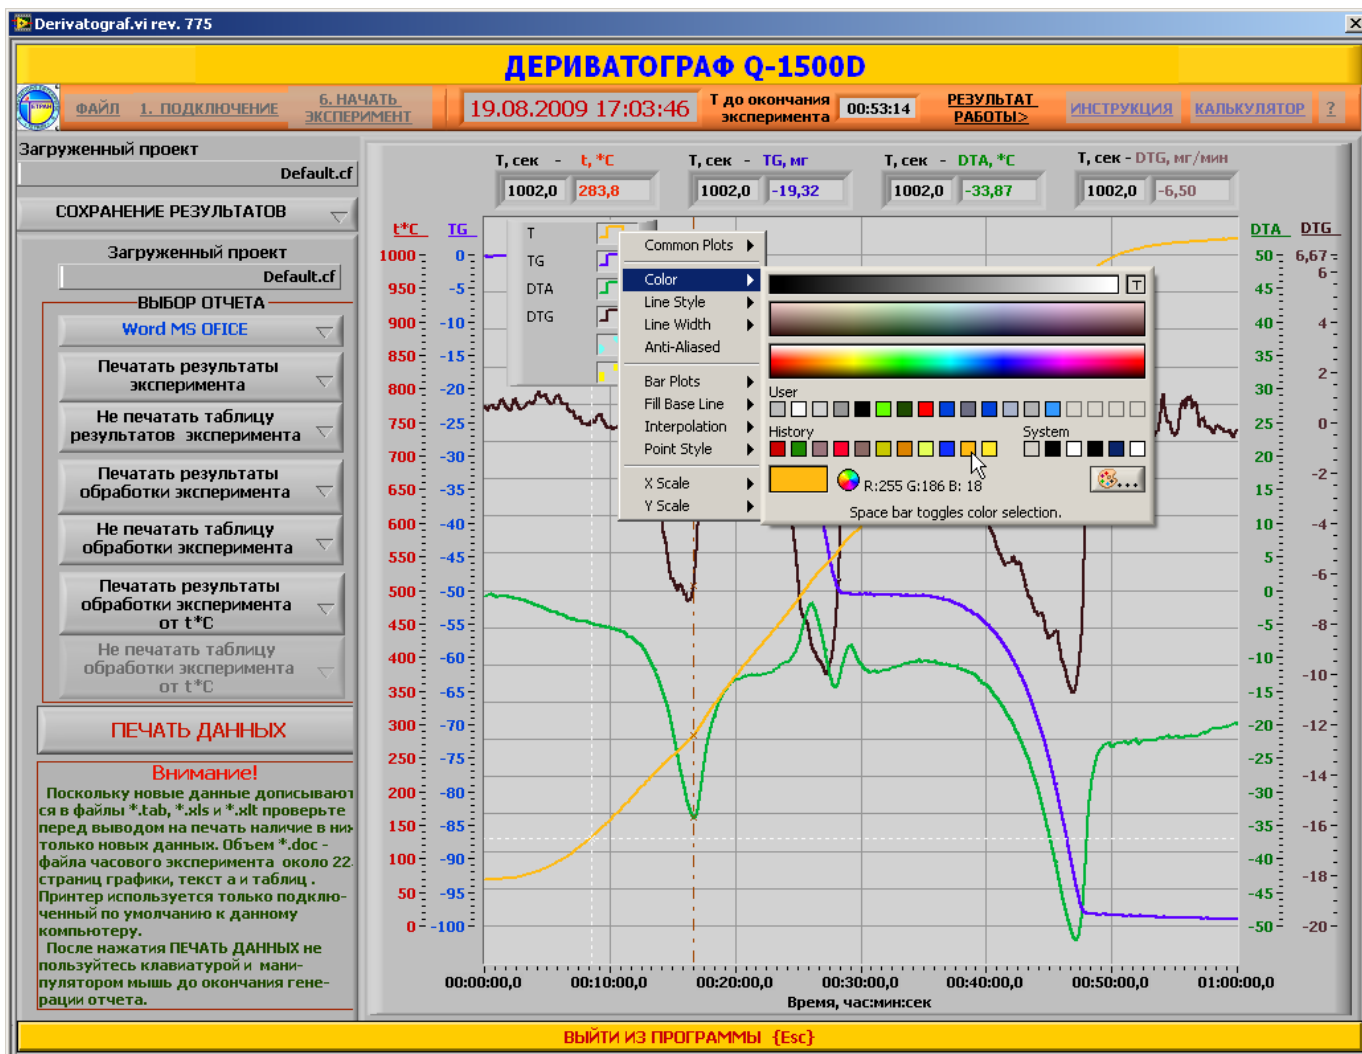 Derivatograf.vi rev. 775
ДЕРИВАТОГРАФ Q-1500D
ФАЙЛ
1. ПОДКЛЮЧЕНИЕ
6. НАЧАТЬ
ЭКСПЕРИМЕНТ
19.08.2009 17:03:46
Т до окончания
эксперимента
00:53:14
РЕЗУЛЬТАТ
РАБОТЫ>
ИНСТРУКЦИЯ
КАЛЬКУЛЯТОР
?
Загруженный проект
Default.cf
СОХРАНЕНИЕ РЕЗУЛЬТАТОВ
Загруженный проект
Default.cf
ВЫБОР ОТЧЕТА
Word MS OFICE
Печатать результаты
эксперимента
Не печатать таблицу
результатов эксперимента
Печатать результаты
обработки эксперимента
Не печатать таблицу
обработки эксперимента
Печатать результаты
обработки эксперимента
от t*C
Не печатать таблицу
обработки эксперимента
от t*C
ПЕЧАТЬ ДАННЫХ
Внимание!
Поскольку новые данные дописывают
ся в файлы *.tab, *.xls и *.xlt проверьте
перед выводом на печать наличие в них
только новых данных. Объем *.doc -
файла часового эксперимента около 22
страниц графики, текст а и таблиц .
Принтер используется только подклю-
ченный по умолчанию к данному
компьютеру.
После нажатия ПЕЧАТЬ ДАННЫХ не
пользуйтесь клавиатурой и мани-
пулятором мышь до окончания гене-
рации отчета.
T, сек - t, *C
1002,0 283,8
T, сек - TG, мг
1002,0 -19,32
T, сек - DTA, *C
1002,0 -33,87
T, сек - DTG, мг/мин
1002,0 -6,50
t*C
1000
950
900
850
800
750
700
650
600
550
500
450
400
350
300
250
200
150
100
50
0
TG
0
-5
-10
-15
-20
-25
-30
-35
-40
-45
-50
-55
-60
-65
-70
-75
-80
-85
-90
-95
-100
T
TG
DTA
DTG
Common Plots
Color
Line Style
Line Width
Anti-Aliased
Bar Plots
Fill Base Line
Interpolation
Point Style
X Scale
Y Scale
T
User
History
System
R:255 G:186 B: 18
Space bar toggles color selection.
DTA
50
45
40
35
30
25
20
15
10
5
0
-5
-10
-15
-20
-25
-30
-35
-40
-45
-50
DTG
6,67
6
4
2
0
-2
-4
-6
-8
-10
-12
-14
-16
-18
-20
00:00:00,0 00:10:00,0 00:20:00,0 00:30:00,0 00:40:00,0 00:50:00,0 01:00:00,0
Время, час:мин:сек
ВЫЙТИ ИЗ ПРОГРАММЫ {Esc}